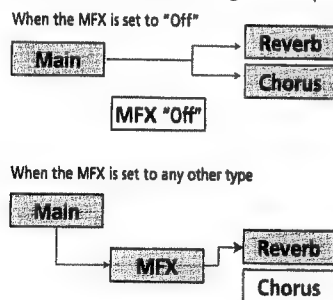 When the MFX is set to "Off"
Main
Reverb
Chorus
MFX "Off"
When the MFX is set to any other type
Main
MFX
Reverb
Chorus